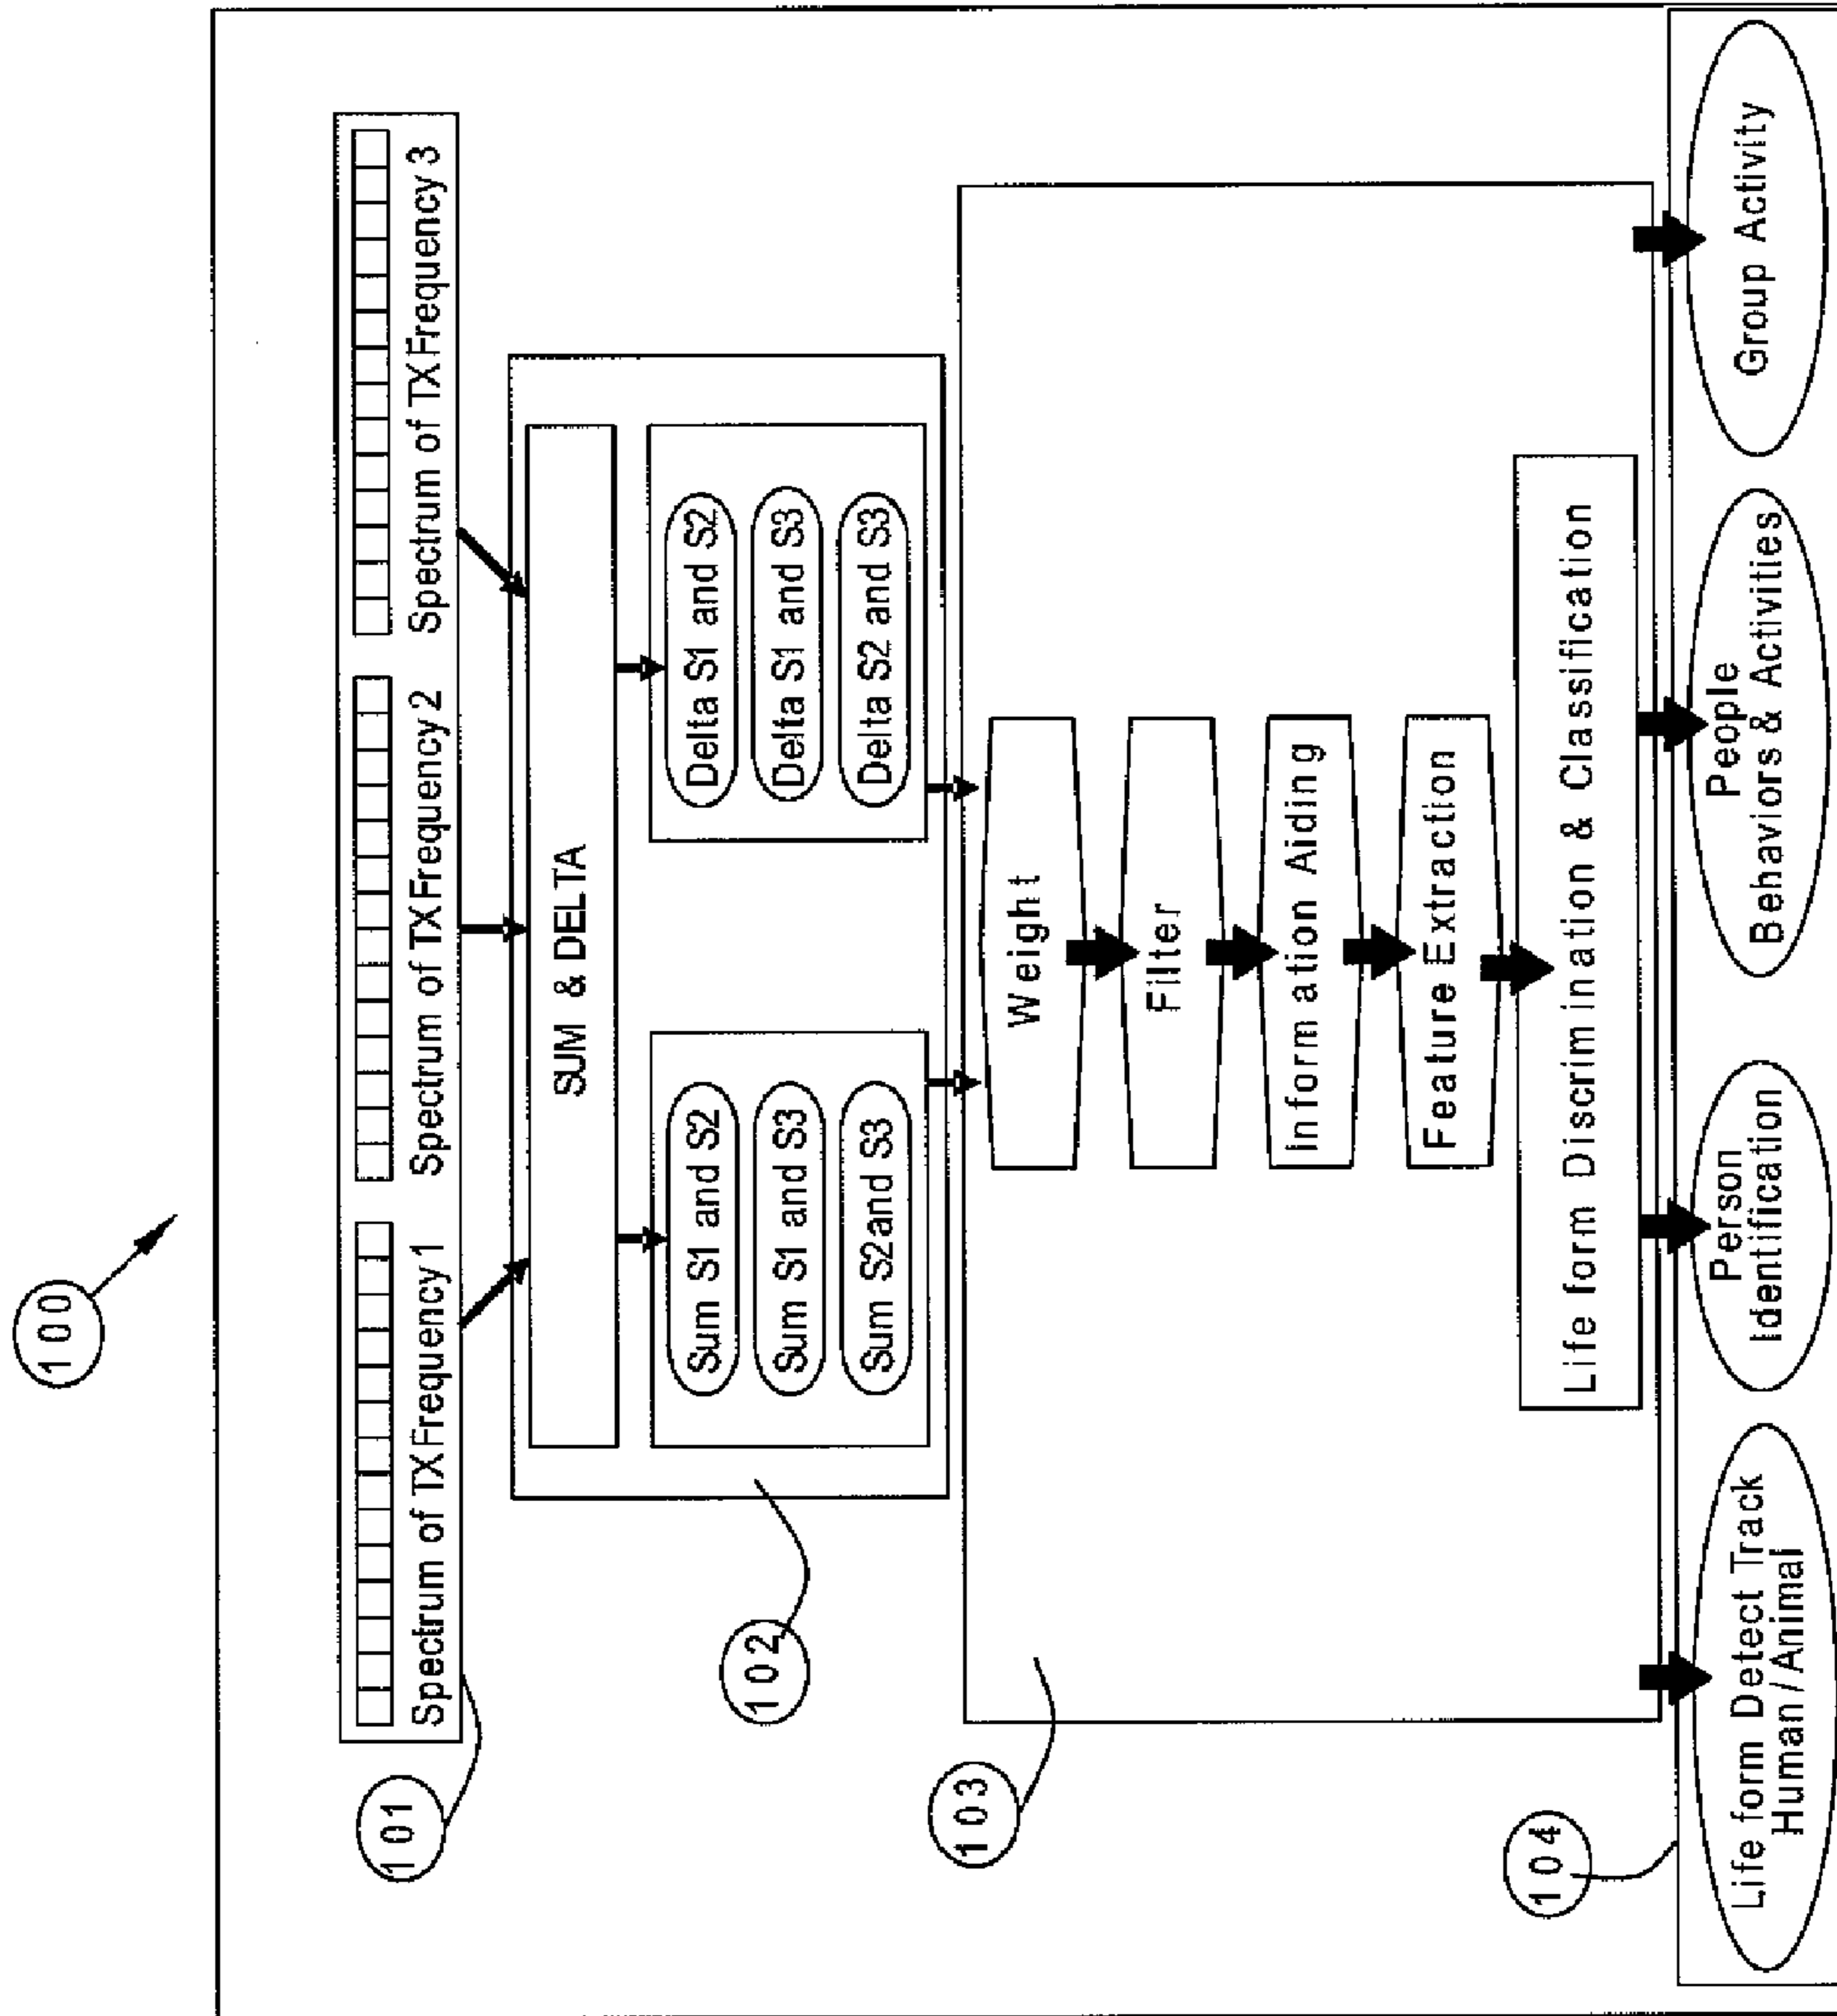 100
101
Spectrum of TX Frequency 1
Spectrum of TX Frequency 2
Spectrum of TX Frequency 3
102
SUM & DELTA
Sum S1 and S2
Sum S1 and S3
Sum S2 and S3
Delta S1 and S2
Delta S1 and S3
Delta S2 and S3
103
Weight
Filter
Information Aiding
Feature Extraction
Life form Discrimination & Classification
104
Life form Detect Track
Human/Animal
Person
Identification
People
Behaviors & Activities
Group Activity